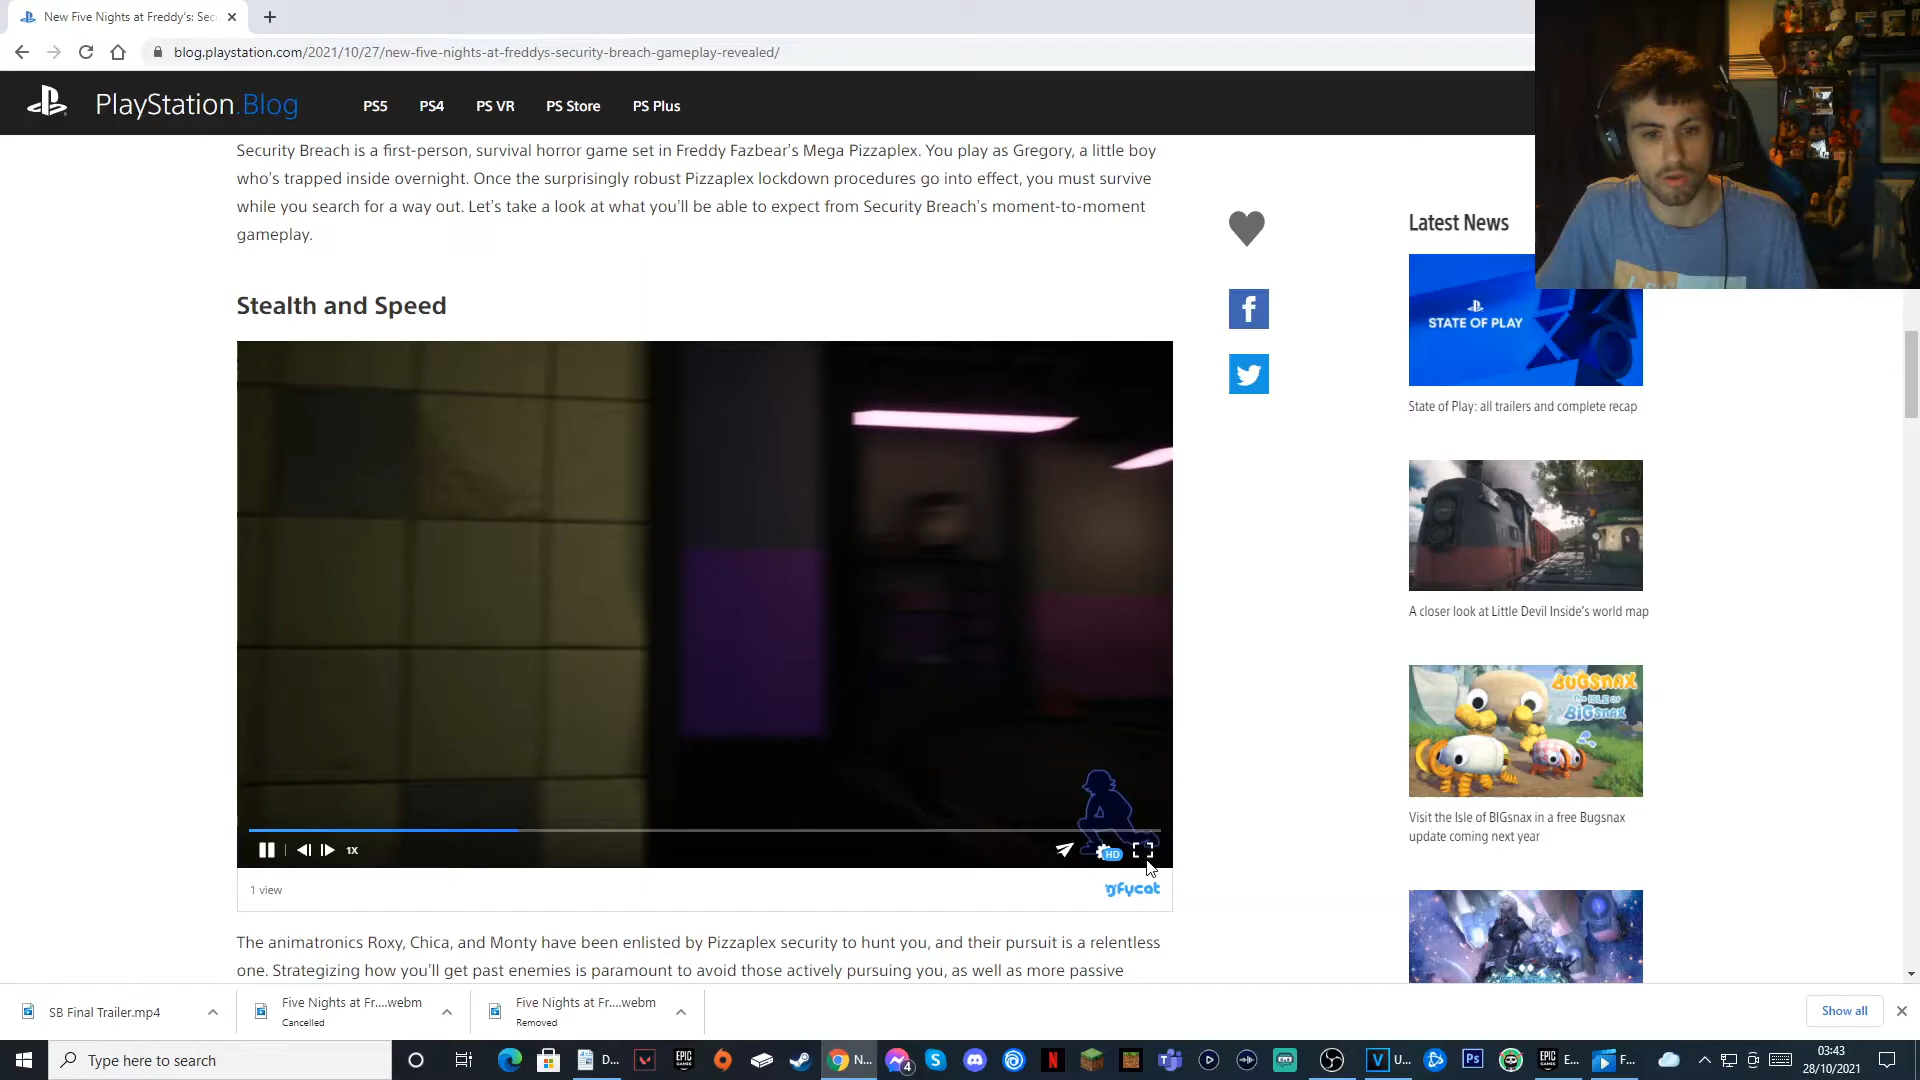 New Five Nights at Freddy's: Sec
blog.playstation.com/2021/10/27/new-five-nights-at-freddys-security-breach-gameplay-revealed/
PlayStation.Blog
PS5
PS4
PS VR
PS Store
PS Plus
Security Breach is a first-person, survival horror game set in Freddy Fazbear's Mega Pizzaplex. You play as Gregory, a little boy
who's trapped inside overnight. Once the surprisingly robust Pizzaplex lockdown procedures go into effect, you must survive
while you search for a way out. Let's take a look at what you'll be able to expect from Security Breach's moment-to-moment
gameplay.
Stealth and Speed
1X
HD
1 view
gfycat
The animatronics Roxy, Chica, and Monty have been enlisted by Pizzaplex security to hunt you, and their pursuit is a relentless
one. Strategizing how you'll get past enemies is paramount to avoid those actively pursuing you, as well as more passive
Latest News
STATE OF PLAY
State of Play: all trailers and complete recap
A closer look at Little Devil Inside's world map
BUGSNAX
THE ISLE OF
BIGSNAX
Visit the Isle of BIGsnax in a free Bugsnax
update coming next year
SB Final Trailer.mp4
Five Nights at Fr....webm
Cancelled
Five Nights at Fr....webm
Removed
Show all
Type here to search
D...
EPIC
GAMES
N...
4
U...
Ps
EPIC
GAMES
E...
F...
03:43
28/10/2021